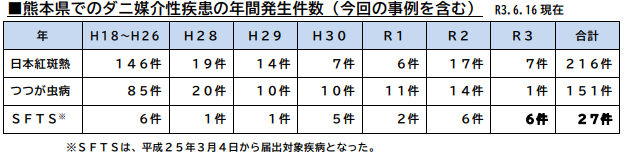 ■熊本県でのダニ媒介性疾患の年間発生件数（今回の事例を含む） R3.6.16 現在
年 H18～H26 H28 H29 H30 R1 R2 R3 合計
日本紅斑熱 146件 19件 14件 7件 6件 17件 7件 216件
つつが虫病 85件 20件 10件 10件 11件 14件 1件 151件
SFTS※ 6件 1件 1件 5件 2件 6件 6件 27件
※SFTSは、平成25年3月4日から届出対象疾病となった。